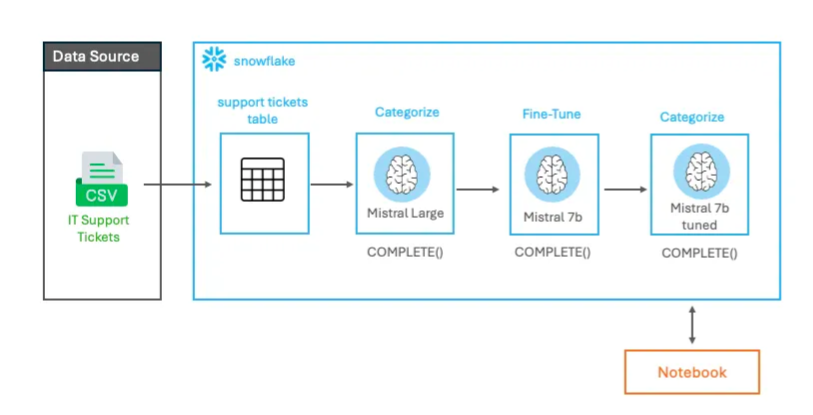 Data Source
snowflake
support tickets
table
Categorize
Fine-Tune
Categorize
CSV
IT Support
Tickets
Mistral Large
Mistral 7b
Mistral 7b
tuned
COMPLETE()
COMPLETE()
COMPLETE()
Notebook